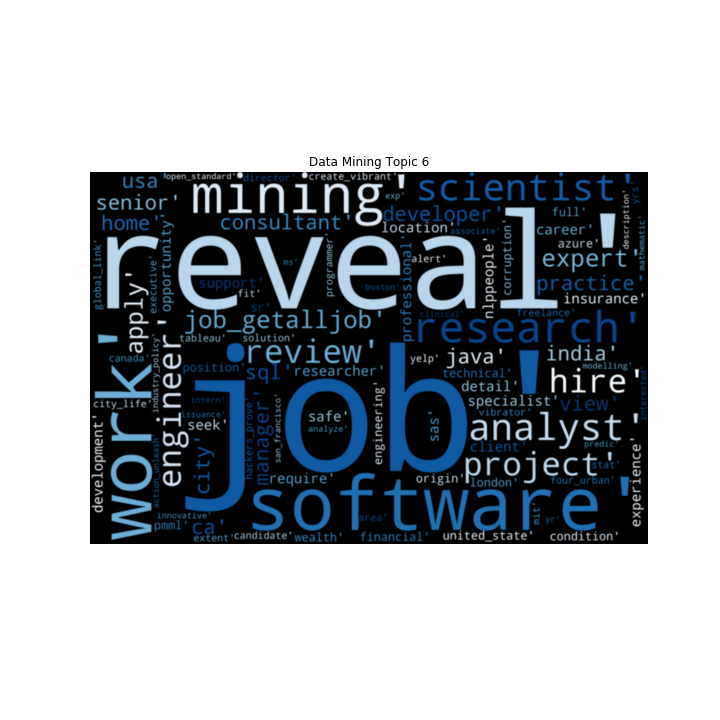 Data Mining Topic 6
open_standard'
director'
create_vibrant'
usa
mining'
exp'
scientist'
yrs'
senior'
developer'
full'
description'
home'
consultant'
location'
associate'
career'
mathematic'
reveal'
opportunity'
executive'
global_link'
programmer'
professional'
alert'
nlppeople'
corruption'
azure'
expert'
support'
ms'
boston'
practice'
fit'
sr'
clinical'
freelance'
insurance'
apply'
job_getalljob'
research'
canada'
industry_policy'
engineer'
tableau'
solution'
review'
yelp'
java'
india'
modelling'
position'
sql'
researcher'
technical'
detail'
hire'
work'
city_life'
intern'
job'
specialist'
view'
interested'
issuance'
safe'
vibrator'
development'
seek'
manager'
hackers_prove'
san_francisco'
analyze'
engineering'
sas'
analyst'
experience'
city'
client'
predic'
action_unleash'
require'
origin'
project'
stat'
london'
four_urban'
innovative'
software'
pmml'
ca'
area'
mit'
yr'
extent'
candidate'
wealth'
financial'
united_state'
condition'